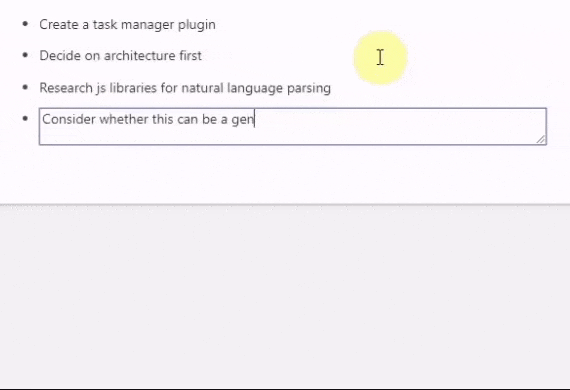 Create a task manager plugin
Decide on architecture first
Research js libraries for natural language parsing
Consider whether this can be a gen